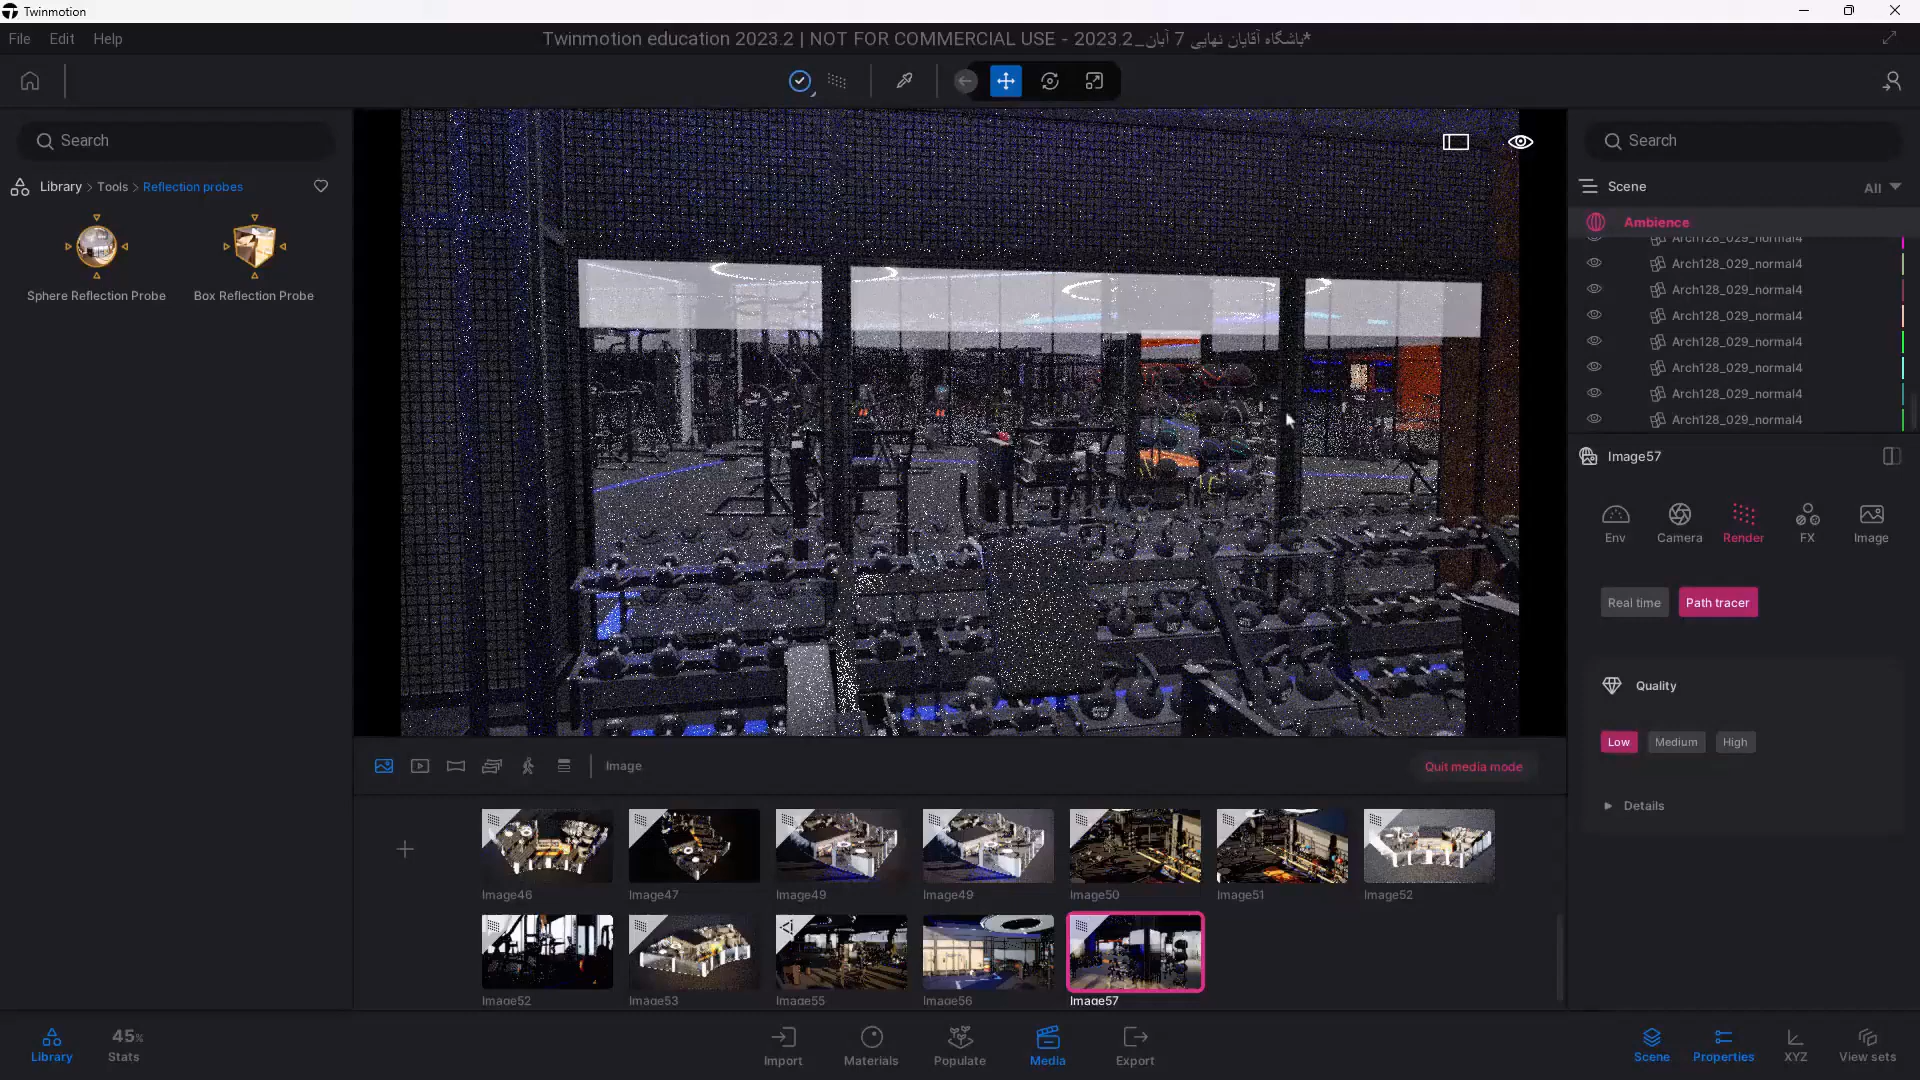 Twinmotion
File Edit Help
Twinmotion education 2023.2 | NOT FOR COMMERCIAL USE - 2023.2_باشگاه آقایان نهایی 7 آبان*
Search
Library > Tools > Reflection probes
Sphere Reflection Probe
Box Reflection Probe
Search
Scene
All
Ambience
Arch128_029_normal4
Arch128_029_normal4
Arch128_029_normal4
Arch128_029_normal4
Arch128_029_normal4
Arch128_029_normal4
Arch128_029_normal4
Arch128_029_normal4
Image57
Env Camera Render FX Image
Real time Path tracer
Quality
Low Medium High
Details
Image
Quit media mode
Image46 Image47 Image49 Image49 Image50 Image51 Image52
Image52 Image53 Image55 Image56 Image57
Library
45%
Stats
Import Materials Populate Media Export
Scene Properties XYZ View sets